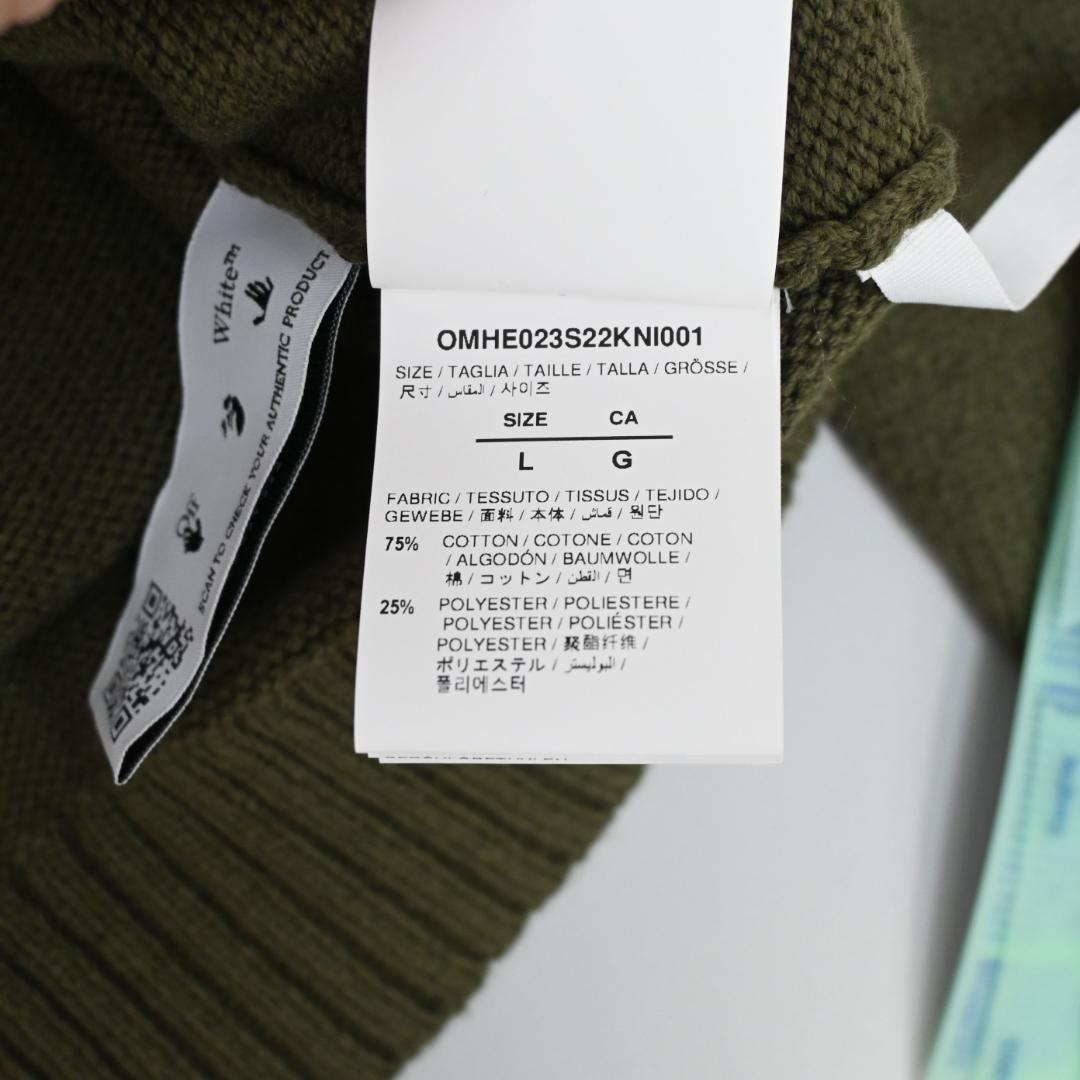 OMHE023S22KNI001
SIZE / TAGLIA / TAILLE / TALLA / GRÖSSE /
尺寸 / المقاس / 사이즈
SIZE CA
L G
FABRIC / TESSUTO / TISSUS / TEJIDO /
GEWEBE / 面料 / 本体 / قماش / 원단
75% COTTON / COTONE / COTON
/ ALGODÓN / BAUMWOLLE /
棉 / コットン / القطن / 면
25% POLYESTER / POLIESTERE /
POLYESTER / POLIÉSTER /
POLYESTER / 聚酯纤维 /
ポリエステル / البوليستر /
폴리에스터
Off
White™
SCAN TO CHECK YOUR AUTHENTIC PRODUCT